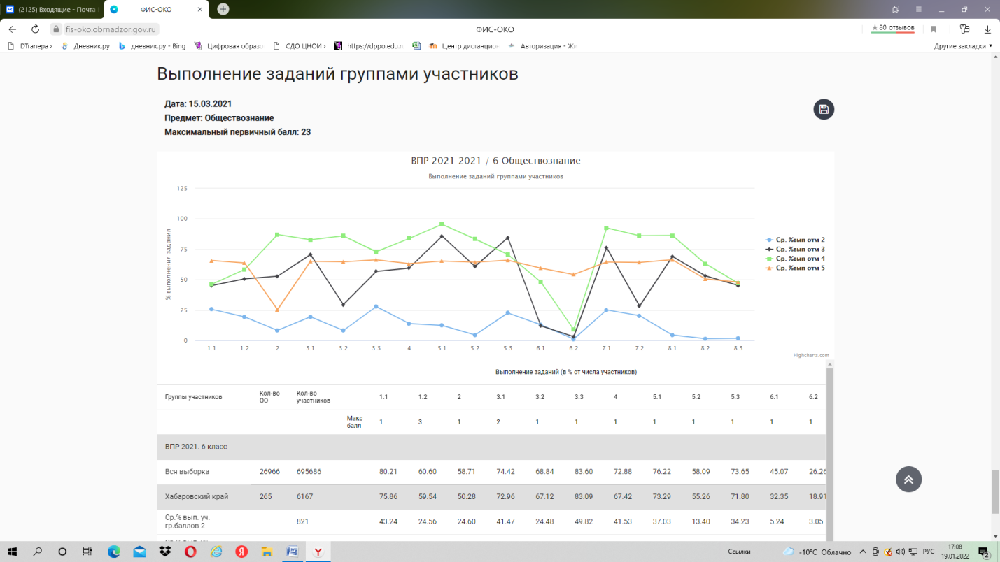 (2125) Входящие - Почта
ФИС-ОКО
fis-oko.obrnadzor.gov.ru
ФИС-ОКО
★ 80 отзывов
DTranepa ›
Дневник.ру
дневник.ру - Bing
Цифровая образо
СДО ЦНОИ ›
https://dppo.edu.ru
Центр дистанцион
Авторизация - Жи
Другие закладки
Выполнение заданий группами участников
Дата: 15.03.2021
Предмет: Обществознание
Максимальный первичный балл: 23
ВПР 2021 2021 / 6 Обществознание
Выполнение заданий группами участников
% выполнения задания
125
100
75
50
25
0
1.1 1.2 2 3.1 3.2 3.3 4 5.1 5.2 5.3 6.1 6.2 7.1 7.2 8.1 8.2 8.3
Ср. %вып отм 2
Ср. %вып отм 3
Ср. %вып отм 4
Ср. %вып отм 5
Highcharts.com
Выполнение заданий (в % от числа участников)
Группы участников Кол-во ОО Кол-во участников 1.1 1.2 2 3.1 3.2 3.3 4 5.1 5.2 5.3 6.1 6.2
Макс балл 1 3 1 2 1 1 1 1 1 1 1 1
ВПР 2021. 6 класс
Вся выборка 26966 695686 80.21 60.60 58.71 74.42 68.84 83.60 72.88 76.22 58.09 73.65 45.07 26.26
Хабаровский край 265 6167 75.86 59.54 50.28 72.96 67.12 83.09 67.42 73.29 55.26 71.80 32.35 18.91
Ср.% вып. уч. гр.баллов 2 821 43.24 24.56 24.60 41.47 24.48 49.82 41.53 37.03 13.40 34.23 5.24 3.05
Ссылки
-10°C Облачно
РУС
17:08
19.01.2022
2